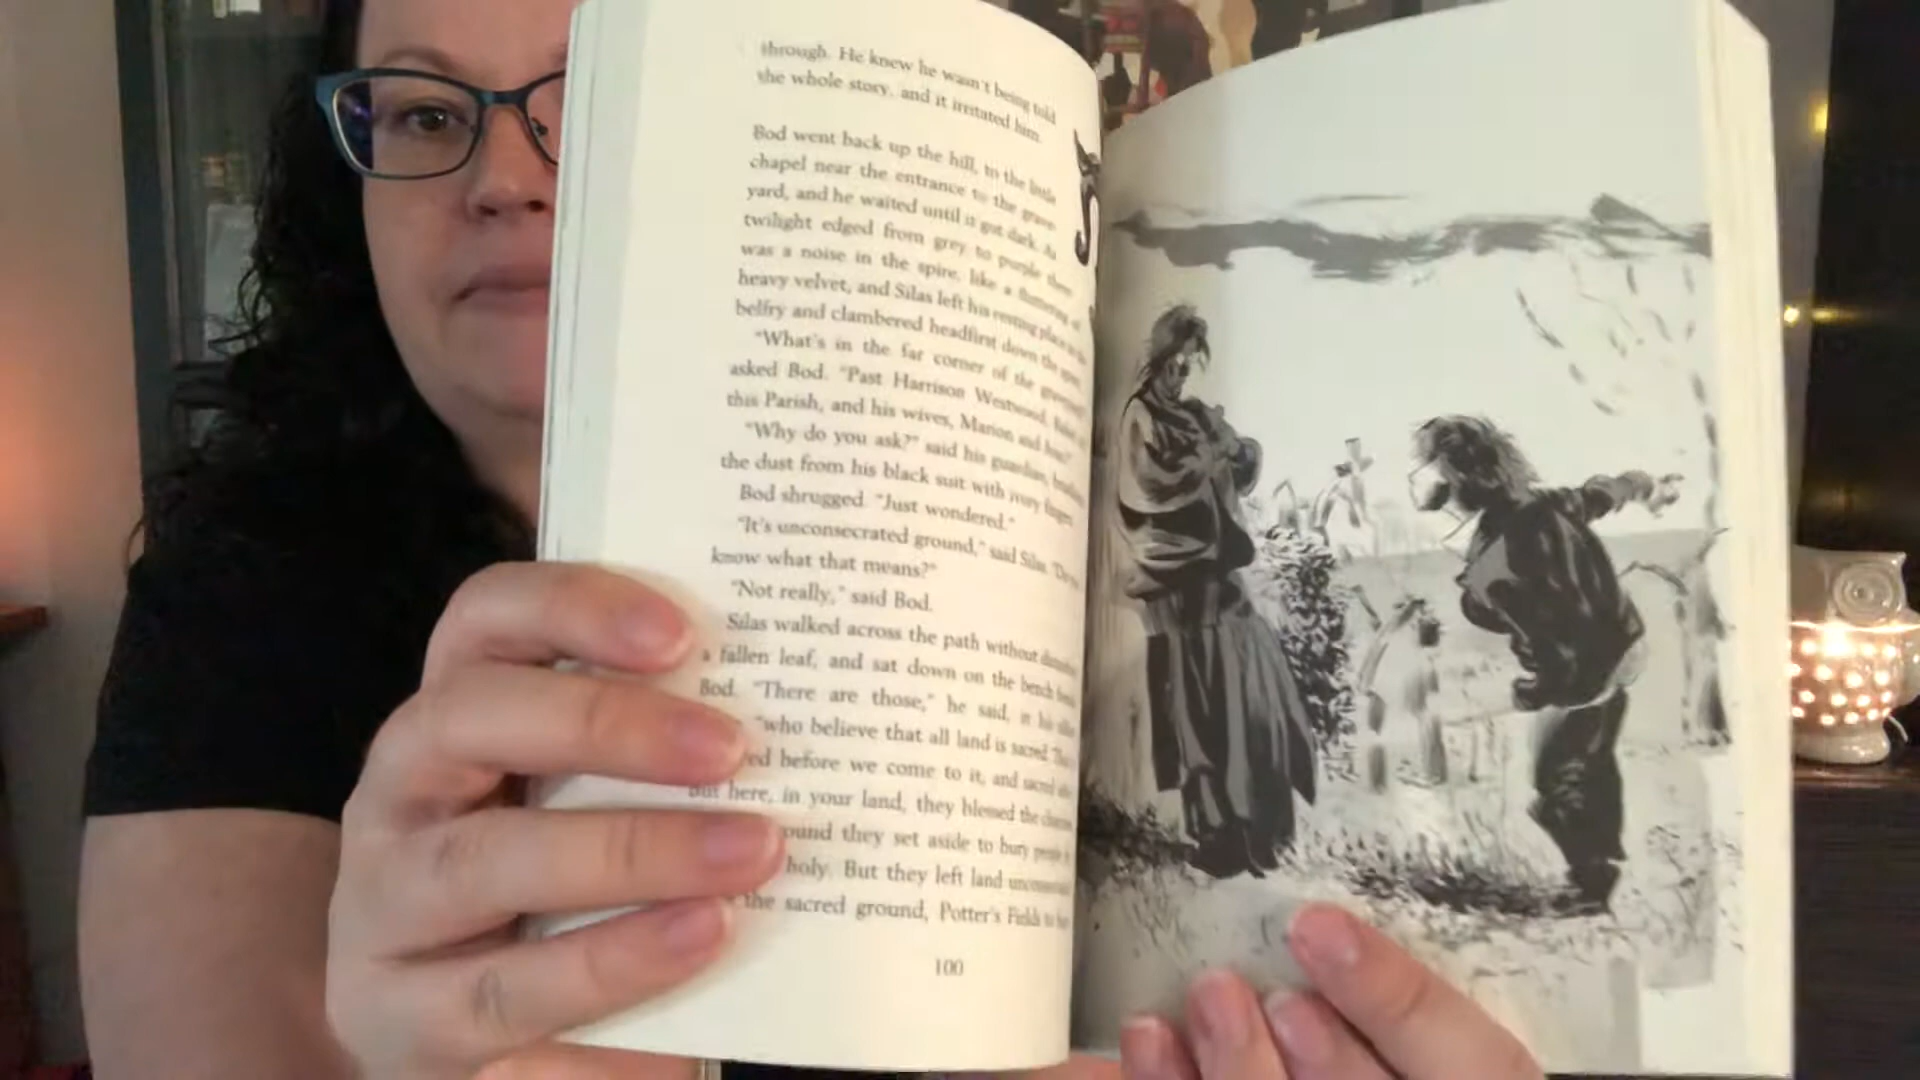 through. He knew he wasn't being told
the whole story, and it irritated him.
Bod went back up the hill, to the little
chapel near the entrance to the grave-
yard, and he waited until it got dark. As
twilight edged from grey to purple there
was a noise in the spire, like a fluttering of
heavy velvet, and Silas left his resting place in the
belfry and clambered headfirst down the spire.
"What's in the far corner of the graveyard?"
asked Bod. "Past Harrison Westwood,
this Parish, and his wives, Marion and Joan?"
"Why do you ask?" said his guardian, brushing
the dust from his black suit with ivory fingers.
Bod shrugged. "Just wondered."
"It's unconsecrated ground," said Silas. "Do you
know what that means?"
"Not really," said Bod.
Silas walked across the path without disturbing
a fallen leaf, and sat down on the bench
Bod. "There are those," he said, in his
"who believe that all land is sacred. That
before we come to it, and sacred
But here, in your land, they blessed the
ound they set aside to bury people
holy. But they left land
the sacred ground, Potter's Fields to
100